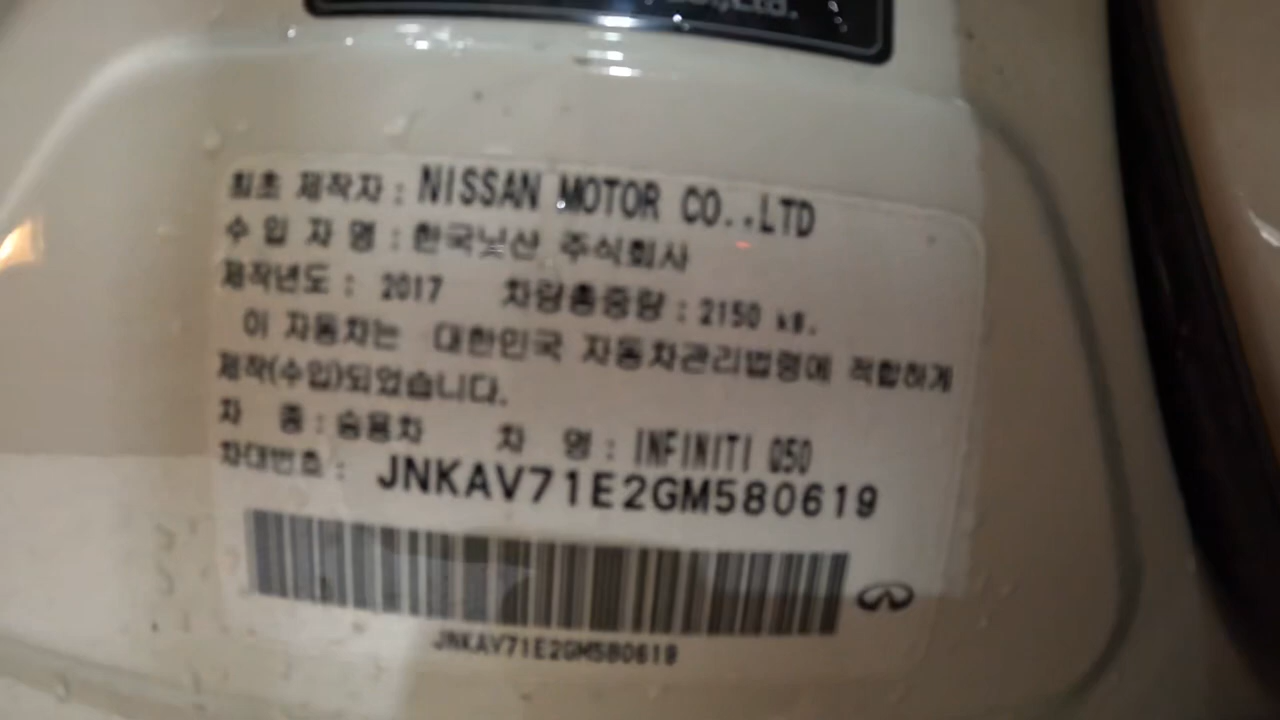 Ltd.
최초 제작자 : NISSAN MOTOR CO.,LTD
수 입 자 명 : 한국닛산 주식회사
제작년도 : 2017 차량총중량 : 2150 kg.
이 자동차는 대한민국 자동차관리법령에 적합하게
제작(수입)되었습니다.
차 종 : 승용차 차 명 : INFINITI Q50
차대번호 : JNKAV71E2GM580619
JNKAV71E2GM580619